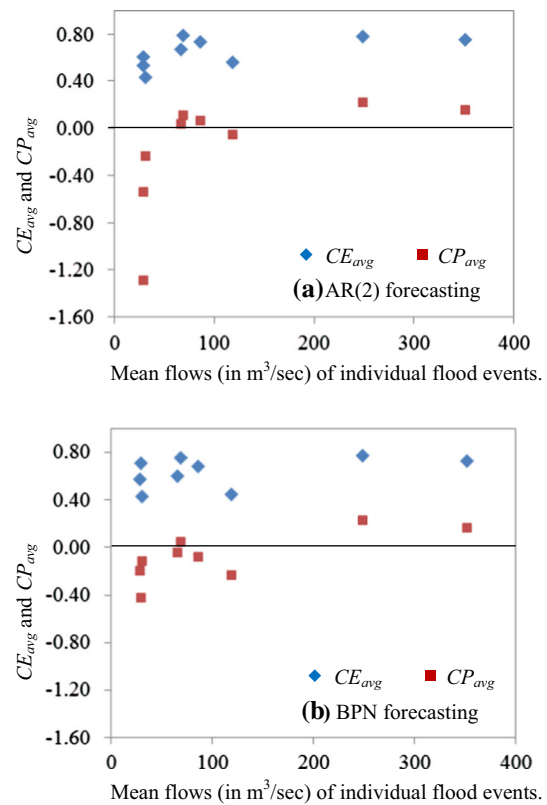 0.80
0.40
0.00
-0.40
-0.80
-1.20
-1.60
CEavg and CPavg
CEavg CPavg
(a) AR(2) forecasting
0 100 200 300 400
Mean flows (in m³/sec) of individual flood events.
0.80
0.40
0.00
-0.40
-0.80
-1.20
-1.60
CEavg and CPavg
CEavg CPavg
(b) BPN forecasting
0 100 200 300 400
Mean flows (in m³/sec) of individual flood events.